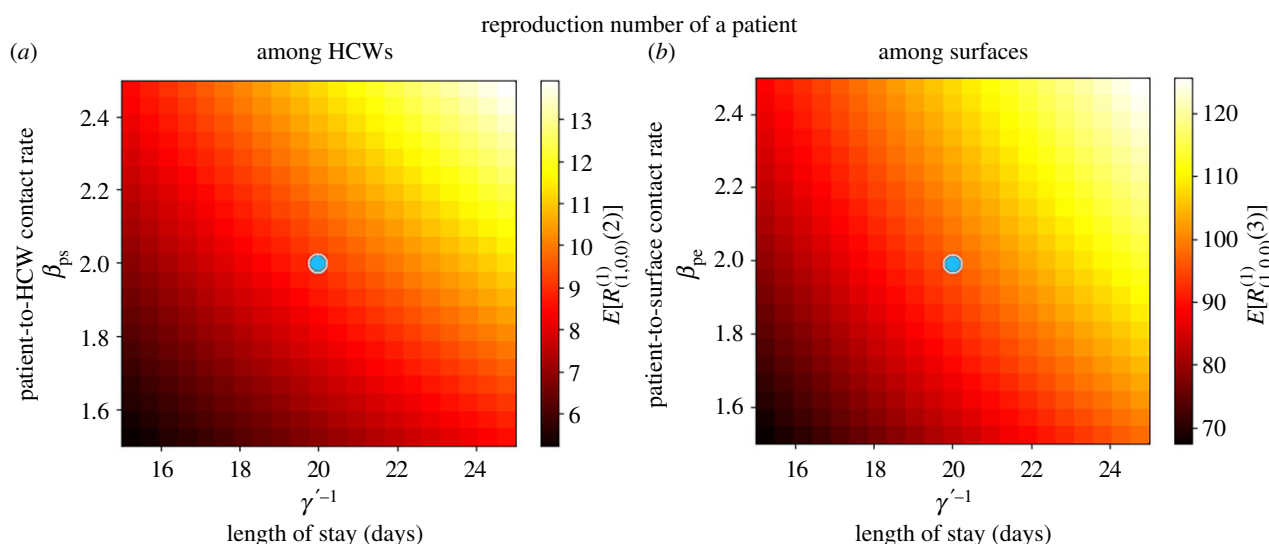 reproduction number of a patient
(a)
among HCWs
patient-to-HCW contact rate
β_ps
2.4
2.2
2.0
1.8
1.6
16 18 20 22 24
γ′⁻¹
length of stay (days)
13
12
11
10
9
8
7
6
E[R^(1)_(1,0,0)(2)]
(b)
among surfaces
patient-to-surface contact rate
β_pe
2.4
2.2
2.0
1.8
1.6
16 18 20 22 24
γ′⁻¹
length of stay (days)
120
110
100
90
80
70
E[R^(1)_(1,0,0)(3)]